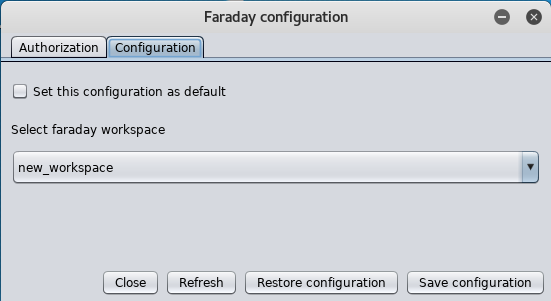 Faraday configuration
Authorization Configuration
Set this configuration as default
Select faraday workspace
new_workspace
Close Refresh Restore configuration Save configuration